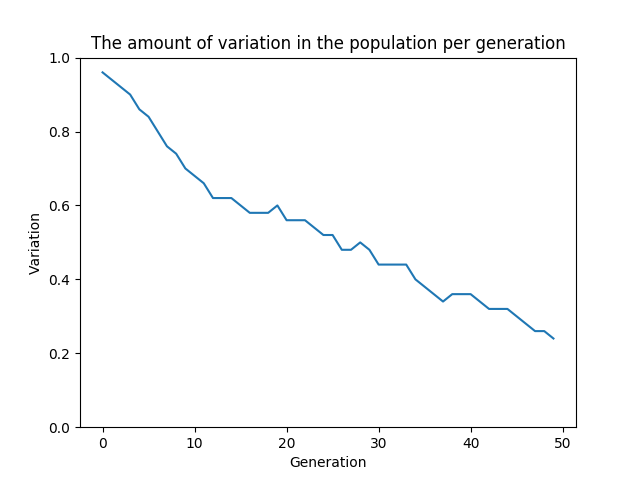 The amount of variation in the population per generation
1.0
0.8
0.6
0.4
0.2
0.0
Variation
0 10 20 30 40 50
Generation